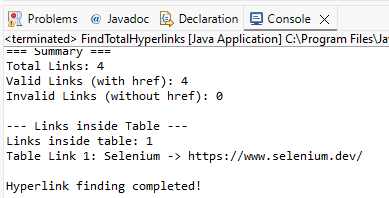 Problems @ Javadoc Declaration Console ×
<terminated> FindTotalHyperlinks [Java Application] C:\Program Files\Ja
=== Summary ===
Total Links: 4
Valid Links (with href): 4
Invalid Links (without href): 0
--- Links inside Table ---
Links inside table: 1
Table Link 1: Selenium -> https://www.selenium.dev/
Hyperlink finding completed!